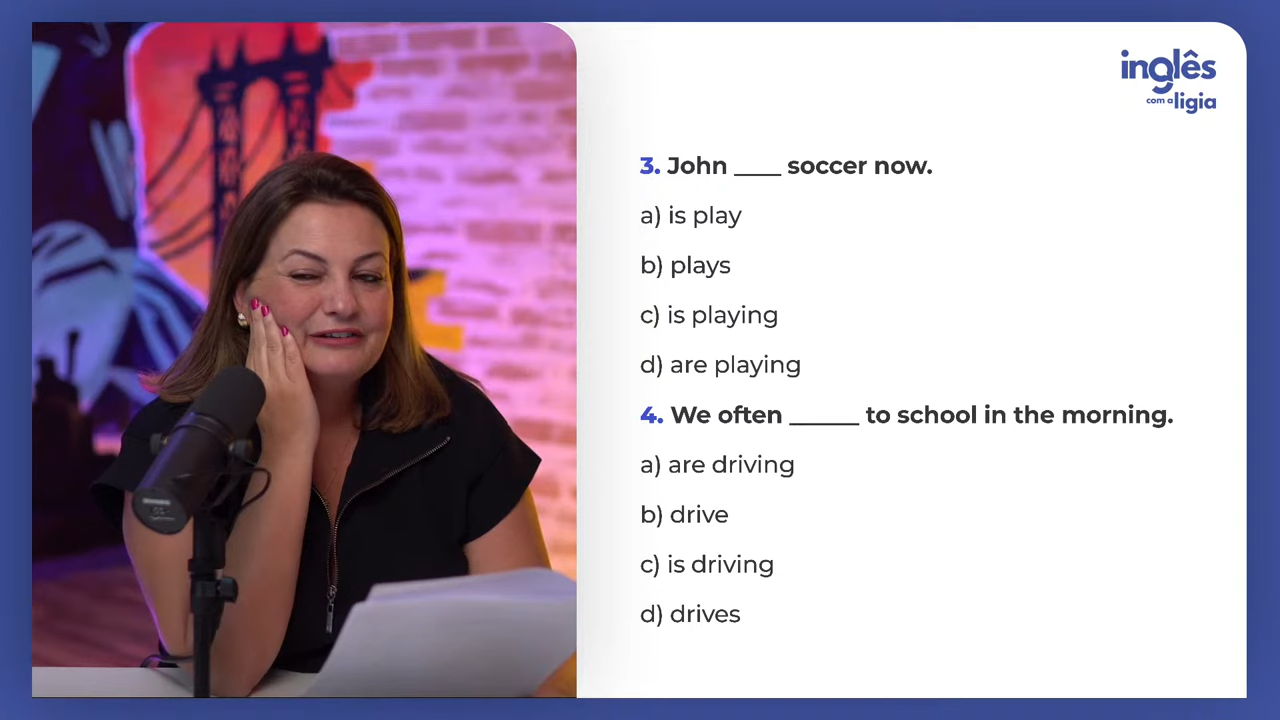 inglês
com a ligia
3. John ____ soccer now.
a) is play
b) plays
c) is playing
d) are playing
4. We often ______ to school in the morning.
a) are driving
b) drive
c) is driving
d) drives